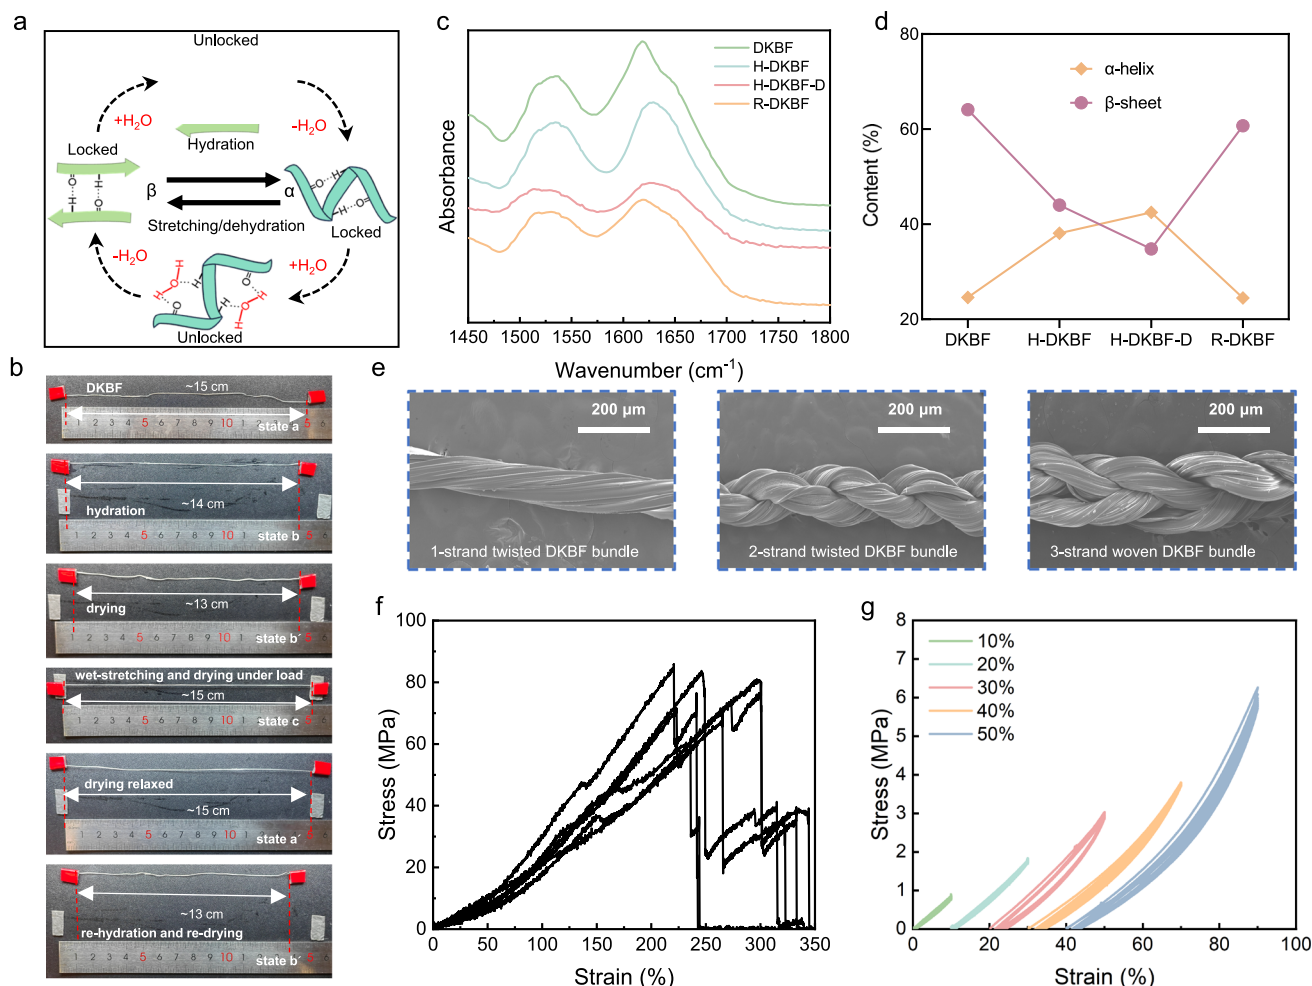 a
Unlocked
+H₂O
-H₂O
Hydration
Locked
β
α
Stretching/dehydration
Locked
-H₂O
+H₂O
O
H
H
O
O
H
H
O
H
O
H
O
H
H
O
H
O
H
Unlocked
b
DKBF
~15 cm
state a
~14 cm
hydration
state b
~13 cm
drying
state b´
wet-stretching and drying under load
~15 cm
state c
drying relaxed
~15 cm
state a´
~13 cm
re-hydration and re-drying
state b´
c
Absorbance
DKBF
H-DKBF
H-DKBF-D
R-DKBF
1450 1500 1550 1600 1650 1700 1750 1800
Wavenumber (cm⁻¹)
d
Content (%)
80
60
40
20
α-helix
β-sheet
DKBF H-DKBF H-DKBF-D R-DKBF
e
200 µm
1-strand twisted DKBF bundle
200 µm
2-strand twisted DKBF bundle
200 µm
3-strand woven DKBF bundle
f
Stress (MPa)
100
80
60
40
20
0
0 50 100 150 200 250 300 350
Strain (%)
g
Stress (MPa)
8
7
6
5
4
3
2
1
0
10%
20%
30%
40%
50%
0 20 40 60 80 100
Strain (%)